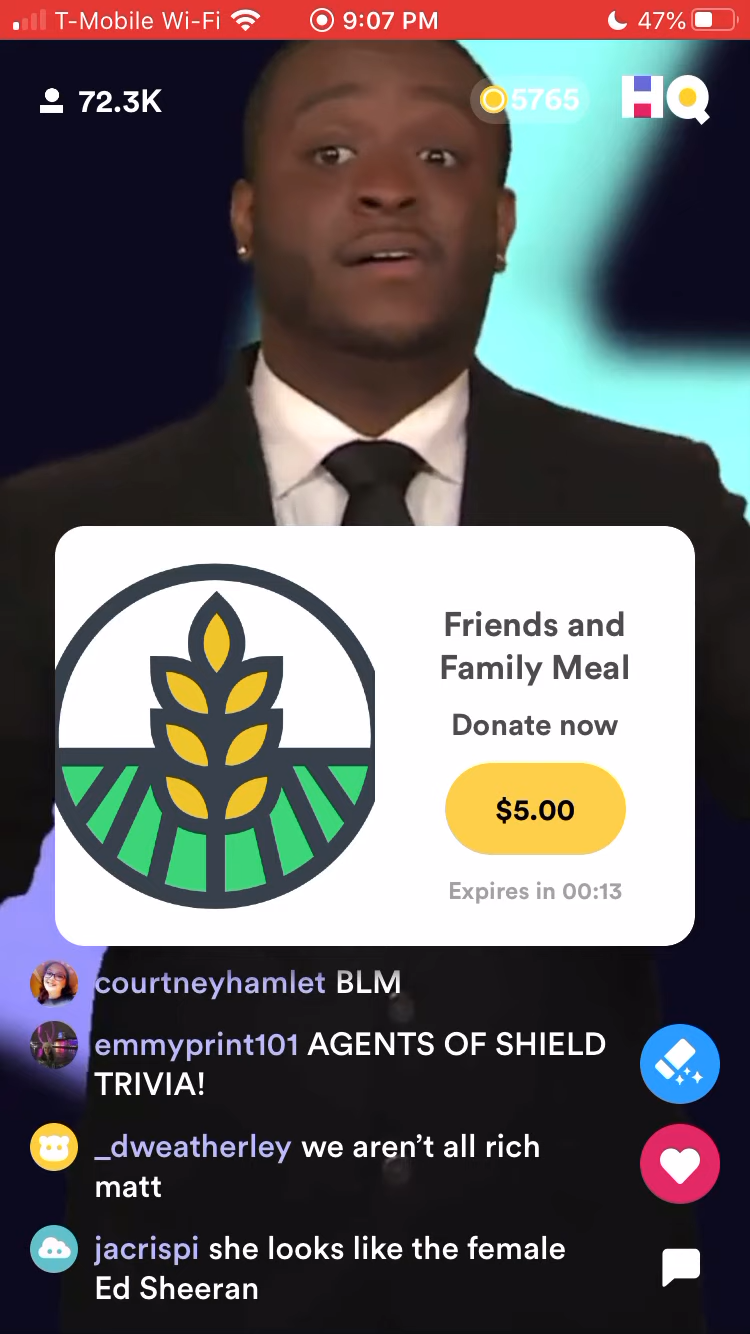 T-Mobile Wi-Fi 9:07 PM 47%
72.3K 5765 HQ
Friends and
Family Meal
Donate now
$5.00
Expires in 00:13
courtneyhamlet BLM
emmyprint101 AGENTS OF SHIELD
TRIVIA!
_dweatherley we aren’t all rich
matt
jacrispi she looks like the female
Ed Sheeran